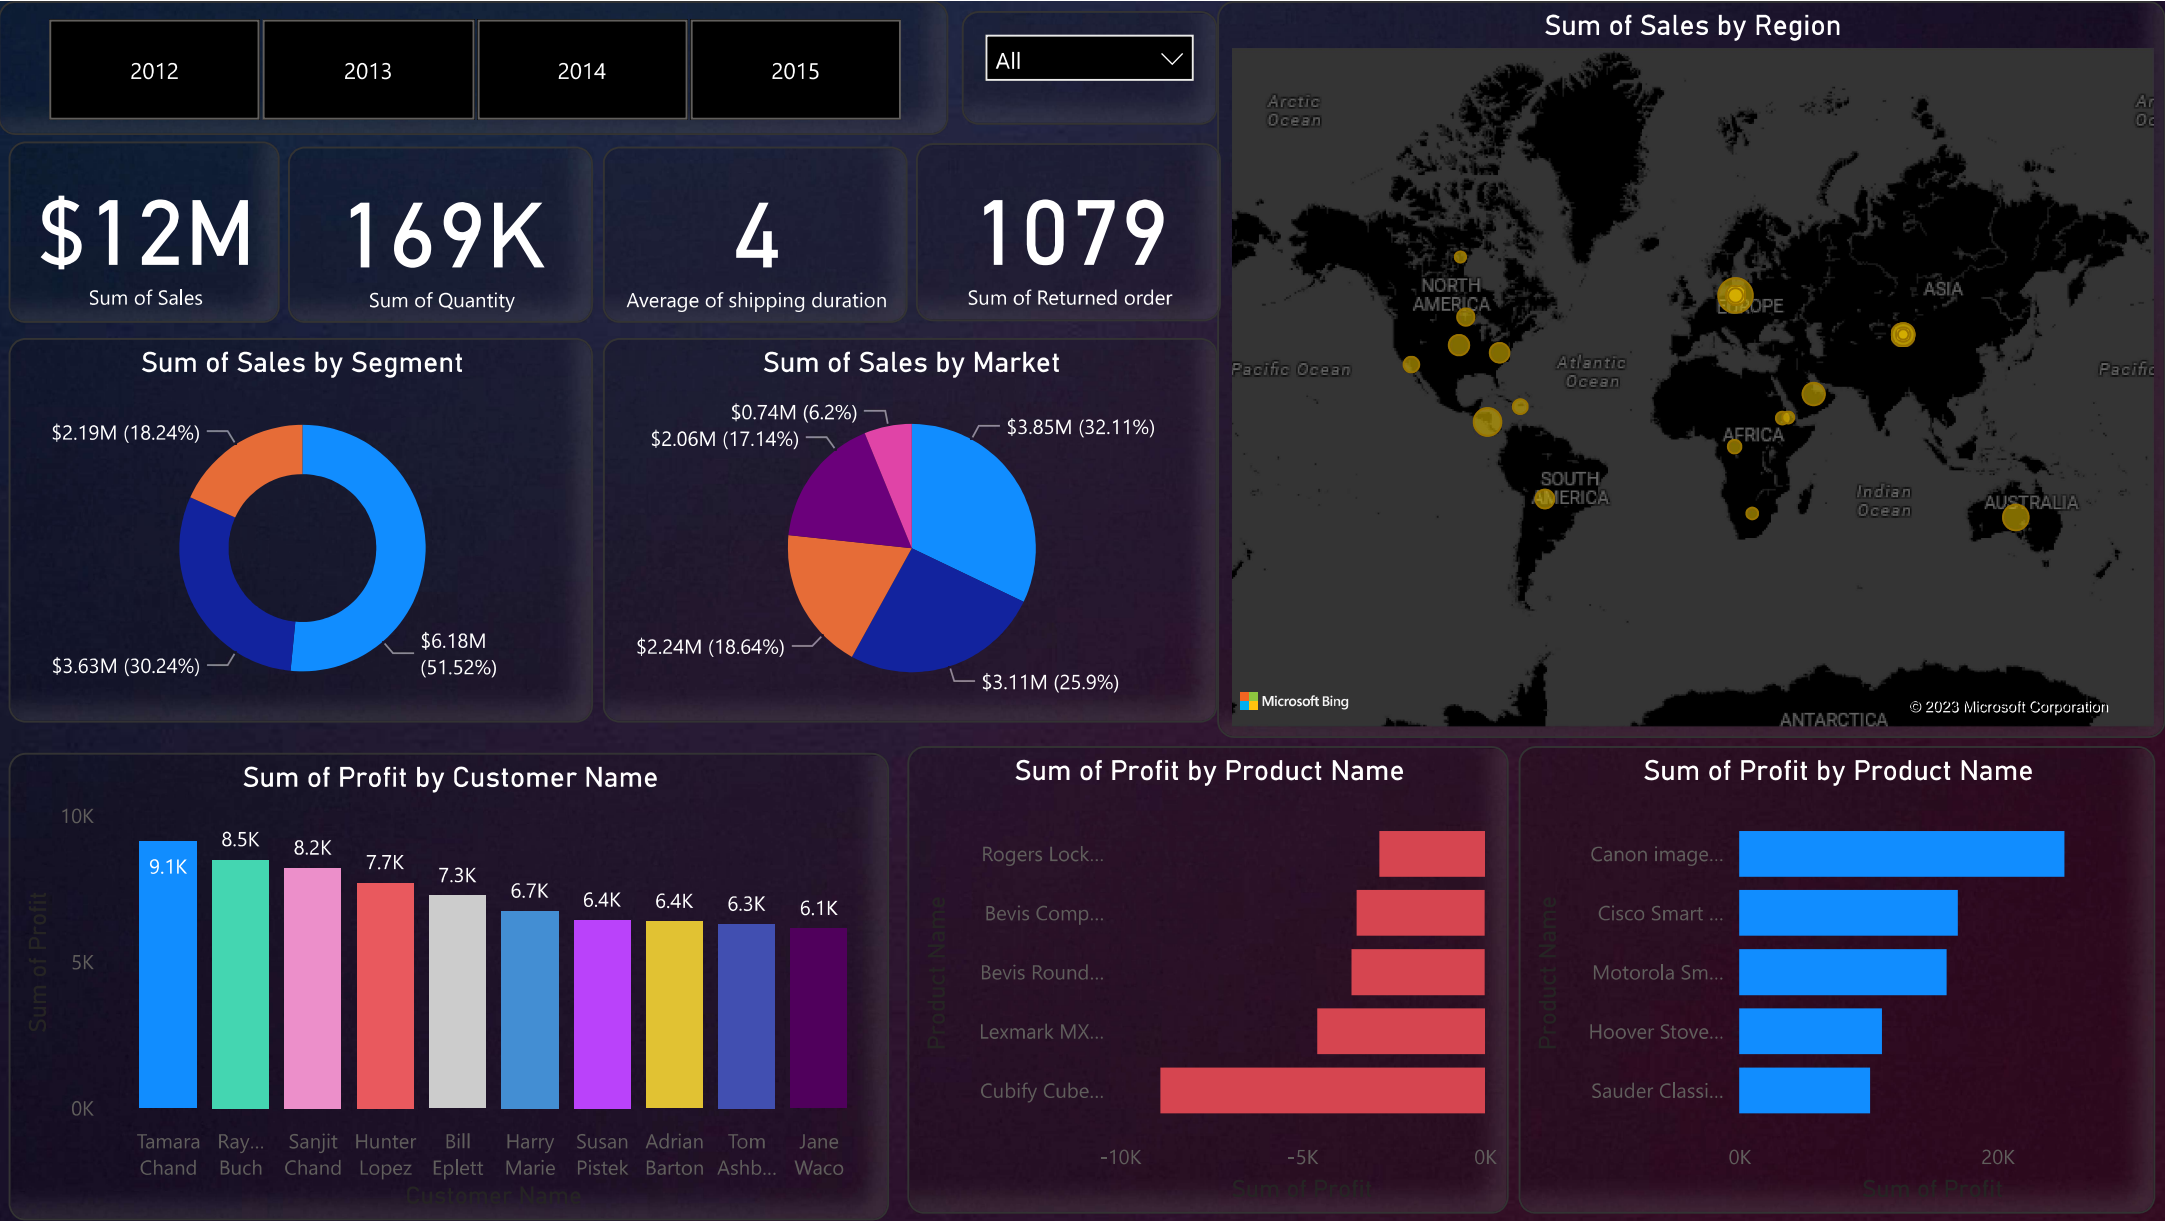 2012
2013
2014
2015
All
$12M
Sum of Sales
169K
Sum of Quantity
4
Average of shipping duration
1079
Sum of Returned order
Sum of Sales by Region
Arctic
Ocean
Ar
Oc
NORTH
AMERICA
EUROPE
ASIA
Pacific Ocean
Atlantic
Ocean
Pacific
AFRICA
SOUTH
AMERICA
Indian
Ocean
AUSTRALIA
ANTARCTICA
Microsoft Bing
© 2023 Microsoft Corporation
Sum of Sales by Segment
$2.19M (18.24%)
$3.63M (30.24%)
$6.18M
(51.52%)
Sum of Sales by Market
$0.74M (6.2%)
$2.06M (17.14%)
$3.85M (32.11%)
$2.24M (18.64%)
$3.11M (25.9%)
Sum of Profit by Customer Name
Sum of Profit
10K
5K
0K
9.1K
8.5K
8.2K
7.7K
7.3K
6.7K
6.4K
6.4K
6.3K
6.1K
Tamara
Chand
Ray...
Buch
Sanjit
Chand
Hunter
Lopez
Bill
Eplett
Harry
Marie
Susan
Pistek
Adrian
Barton
Tom
Ashb...
Jane
Waco
Customer Name
Sum of Profit by Product Name
Product Name
Rogers Lock...
Bevis Comp...
Bevis Round...
Lexmark MX...
Cubify Cube...
-10K
-5K
0K
Sum of Profit
Sum of Profit by Product Name
Product Name
Canon image...
Cisco Smart ...
Motorola Sm...
Hoover Stove...
Sauder Classi...
0K
20K
Sum of Profit